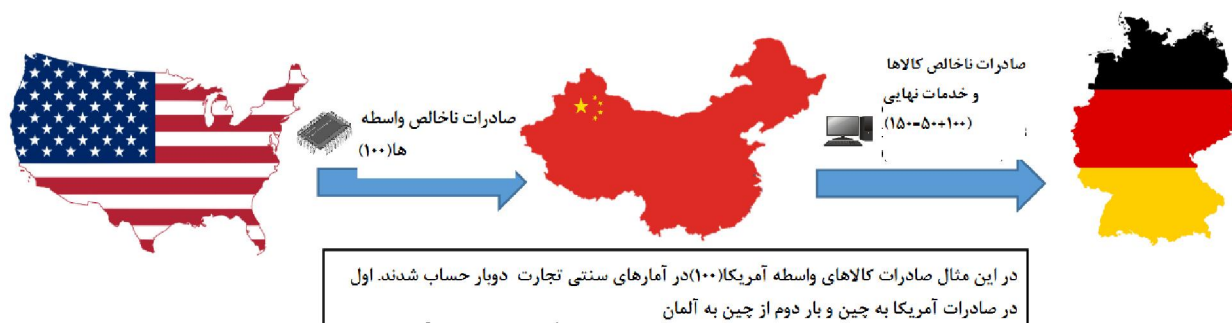 صادرات ناخالص واسطه
ها(۱۰۰)
صادرات ناخالص کالاها
و خدمات نهایی
(۱۰۰+۵۰=۱۵۰)
در این مثال صادرات کالاهای واسطه آمریکا(۱۰۰)در آمارهای سنتی تجارت دوبار حساب شدند. اول
در صادرات آمریکا به چین و بار دوم از چین به آلمان